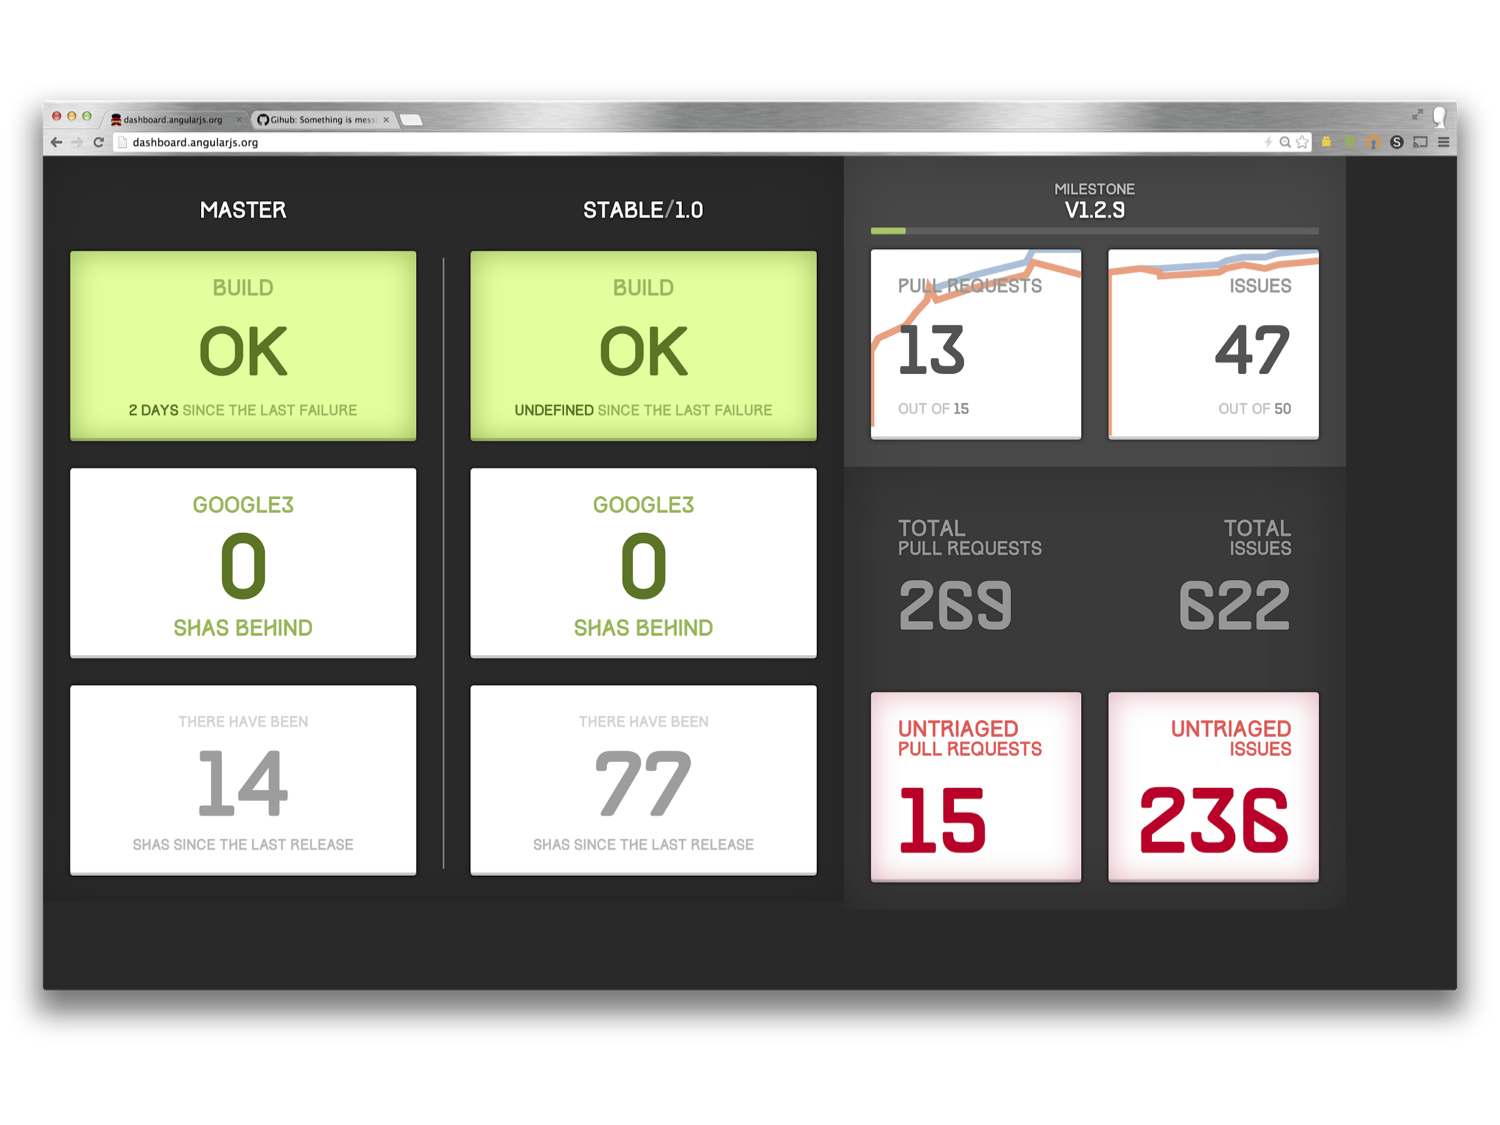 dashboard.angularjs.org
Gihub: Something is mess
dashboard.angularjs.org
MASTER
BUILD
OK
2 DAYS SINCE THE LAST FAILURE
GOOGLE3
0
SHAS BEHIND
THERE HAVE BEEN
14
SHAS SINCE THE LAST RELEASE
STABLE/1.0
BUILD
OK
UNDEFINED SINCE THE LAST FAILURE
GOOGLE3
0
SHAS BEHIND
THERE HAVE BEEN
77
SHAS SINCE THE LAST RELEASE
MILESTONE
V1.2.9
PULL REQUESTS
13
OUT OF 15
ISSUES
47
OUT OF 50
TOTAL
PULL REQUESTS
269
TOTAL
ISSUES
622
UNTRIAGED
PULL REQUESTS
15
UNTRIAGED
ISSUES
236